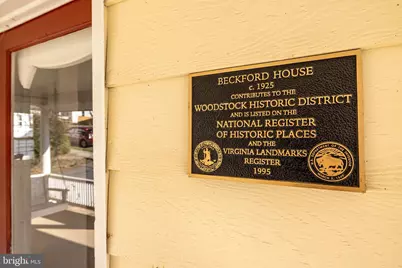 BECKFORD HOUSE
c. 1925
CONTRIBUTES TO THE
WOODSTOCK HISTORIC DISTRICT
AND IS LISTED ON THE
NATIONAL REGISTER
OF HISTORIC PLACES
AND THE
VIRGINIA LANDMARKS
REGISTER
1995
bright MLS